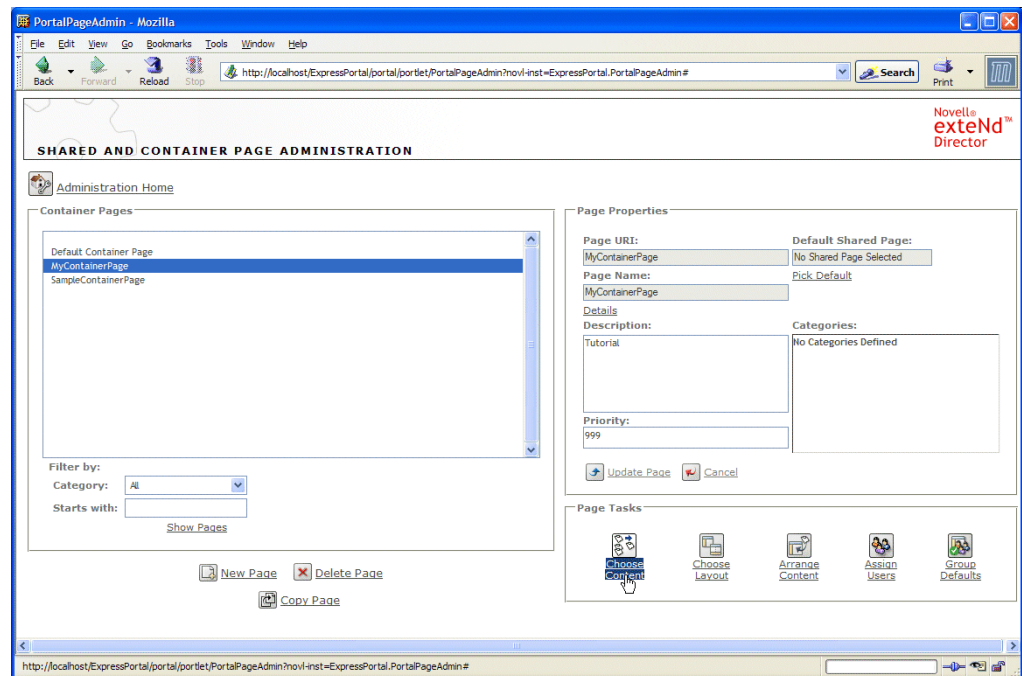 PortalPageAdmin - Mozilla
File Edit View Go Bookmarks Tools Window Help
Back Forward Reload Stop
http://localhost/ExpressPortal/portal/portlet/PortalPageAdmin?novl-inst=ExpressPortal.PortalPageAdmin#
Search
Print
Novell®
exteNd™
Director
SHARED AND CONTAINER PAGE ADMINISTRATION
Administration Home
Container Pages
Default Container Page
MyContainerPage
SampleContainerPage
Filter by:
Category: All
Starts with:
Show Pages
New Page Delete Page
Copy Page
Page Properties
Page URI: Default Shared Page:
MyContainerPage No Shared Page Selected
Page Name: Pick Default
MyContainerPage
Details
Description: Categories:
Tutorial No Categories Defined
Priority:
999
Update Page Cancel
Page Tasks
Choose Choose Arrange Assign Group
Content Layout Content Users Defaults
http://localhost/ExpressPortal/portal/portlet/PortalPageAdmin?novl-inst=ExpressPortal.PortalPageAdmin#